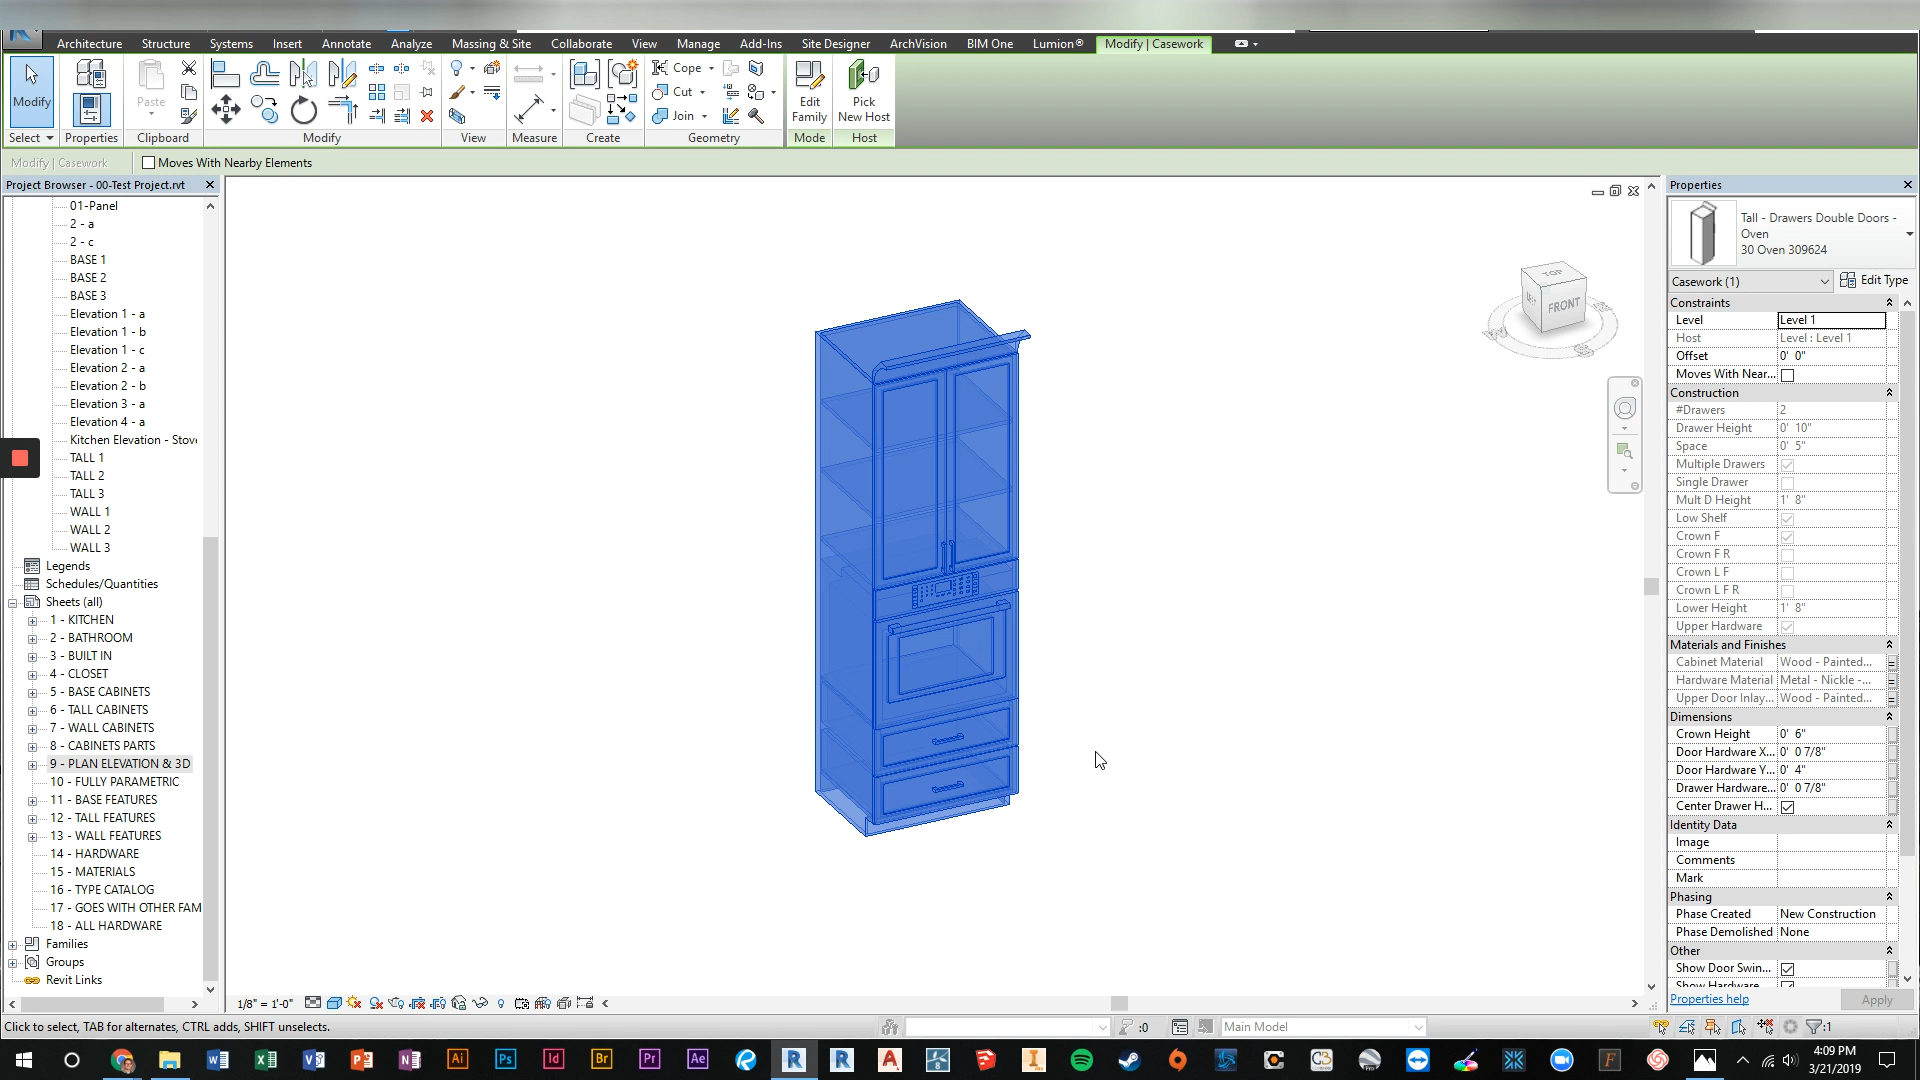 Architecture Structure Systems Insert Annotate Analyze Massing & Site Collaborate View Manage Add-Ins Site Designer ArchVision BIM One Lumion® Modify | Casework
Modify Paste Cope Cut Join Edit Family Pick New Host
Select Properties Clipboard Modify View Measure Create Geometry Mode Host
Modify | Casework Moves With Nearby Elements
Project Browser - 00-Test Project.rvt
01-Panel
2 - a
2 - c
BASE 1
BASE 2
BASE 3
Elevation 1 - a
Elevation 1 - b
Elevation 1 - c
Elevation 2 - a
Elevation 2 - b
Elevation 3 - a
Elevation 4 - a
Kitchen Elevation - Stov
TALL 1
TALL 2
TALL 3
WALL 1
WALL 2
WALL 3
Legends
Schedules/Quantities
Sheets (all)
1 - KITCHEN
2 - BATHROOM
3 - BUILT IN
4 - CLOSET
5 - BASE CABINETS
6 - TALL CABINETS
7 - WALL CABINETS
8 - CABINETS PARTS
9 - PLAN ELEVATION & 3D
10 - FULLY PARAMETRIC
11 - BASE FEATURES
12 - TALL FEATURES
13 - WALL FEATURES
14 - HARDWARE
15 - MATERIALS
16 - TYPE CATALOG
17 - GOES WITH OTHER FAM
18 - ALL HARDWARE
Families
Groups
Revit Links
TOP
FRONT
Properties
Tall - Drawers Double Doors -
Oven
30 Oven 309624
Casework (1) Edit Type
Constraints
Level Level 1
Host Level : Level 1
Offset 0' 0"
Moves With Near...
Construction
#Drawers 2
Drawer Height 0' 10"
Space 0' 5"
Multiple Drawers
Single Drawer
Mult D Height 1' 8"
Low Shelf
Crown F
Crown F R
Crown L F
Crown L F R
Lower Height 1' 8"
Upper Hardware
Materials and Finishes
Cabinet Material Wood - Painted...
Hardware Material Metal - Nickle -...
Upper Door Inlay... Wood - Painted...
Dimensions
Crown Height 0' 6"
Door Hardware X... 0' 0 7/8"
Door Hardware Y... 0' 4"
Drawer Hardware... 0' 0 7/8"
Center Drawer H...
Identity Data
Image
Comments
Mark
Phasing
Phase Created New Construction
Phase Demolished None
Other
Show Door Swin...
Show Hardware
Properties help Apply
1/8" = 1'-0"
Click to select, TAB for alternates, CTRL adds, SHIFT unselects. :0 Main Model :1
Ai Ps Id Br Pr Ae
4:09 PM
3/21/2019